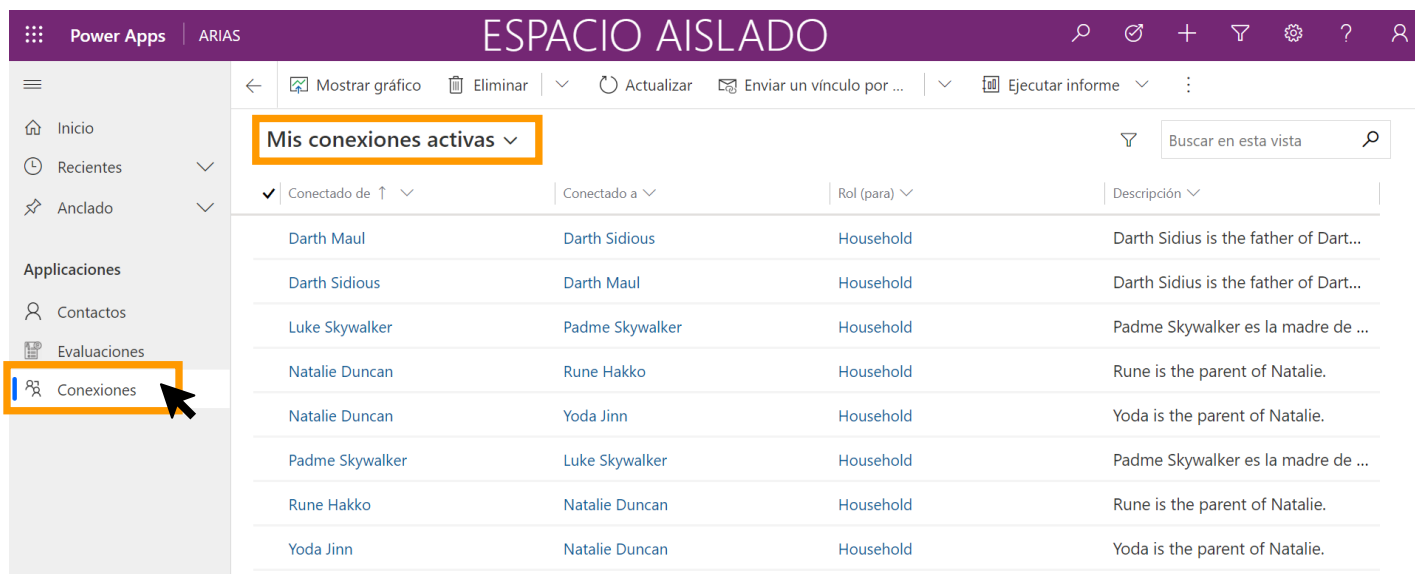 Power Apps ARIAS ESPACIO AISLADO
Mostrar gráfico Eliminar Actualizar Enviar un vínculo por ... Ejecutar informe
Inicio
Recientes
Anclado
Applicaciones
Contactos
Evaluaciones
Conexiones
Mis conexiones activas Buscar en esta vista
Conectado de Conectado a Rol (para) Descripción
Darth Maul Darth Sidious Household Darth Sidius is the father of Dart...
Darth Sidious Darth Maul Household Darth Sidius is the father of Dart...
Luke Skywalker Padme Skywalker Household Padme Skywalker es la madre de ...
Natalie Duncan Rune Hakko Household Rune is the parent of Natalie.
Natalie Duncan Yoda Jinn Household Yoda is the parent of Natalie.
Padme Skywalker Luke Skywalker Household Padme Skywalker es la madre de ...
Rune Hakko Natalie Duncan Household Rune is the parent of Natalie.
Yoda Jinn Natalie Duncan Household Yoda is the parent of Natalie.